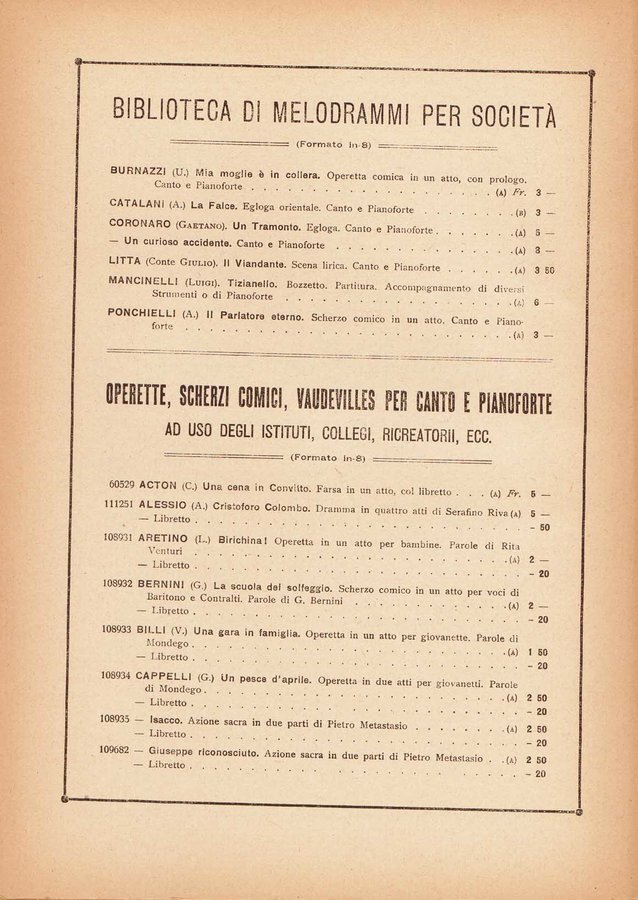 BIBLIOTECA DI MELODRAMMI PER SOCIETÀ
(Formato in-8)
BURNAZZI (U.) Mia moglie è in collera. Operetta comica in un atto, con prologo.
Canto e Pianoforte . . . . . . . . . . . . . . . . (A) Fr. 3 —
CATALANI (A.) La Falce. Egloga orientale. Canto e Pianoforte . . . . . . . (B) 3 —
CORONARO (GAETANO). Un Tramonto. Egloga. Canto e Pianoforte . . . . . . (A) 5 —
— Un curioso accidente. Canto e Pianoforte . . . . . . . . . . . (A) 3 —
LITTA (Conte GIULIO). Il Viandante. Scena lirica. Canto e Pianoforte . . . . . (A) 3 50
MANCINELLI (LUIGI). Tizianello. Bozzetto. Partitura. Accompagnamento di diversi
Strumenti o di Pianoforte . . . . . . . . . . . . . . . (A) 6 —
PONCHIELLI (A.) Il Parlatore eterno. Scherzo comico in un atto. Canto e Piano-
forte . . . . . . . . . . . . . . . . . . . . . (A) 3 —
OPERETTE, SCHERZI COMICI, VAUDEVILLES PER CANTO E PIANOFORTE
AD USO DEGLI ISTITUTI, COLLEGI, RICREATORII, ECC.
(Formato in-8)
60529 ACTON (C.) Una cena in Convitto. Farsa in un atto, col libretto . . . (A) Fr. 5 —
111251 ALESSIO (A.) Cristoforo Colombo. Dramma in quattro atti di Serafino Riva (A) 5 —
— Libretto . . . . . . . . . . . . . . . . . . . . . - 50
108931 ARETINO (L.) Birichina! Operetta in un atto per bambine. Parole di Rita
Venturi . . . . . . . . . . . . . . . . . . . . . (A) 2 —
— Libretto . . . . . . . . . . . . . . . . . . . . . - 20
108932 BERNINI (G.) La scuola del solfeggio. Scherzo comico in un atto per voci di
Baritono e Contralti. Parole di G. Bernini . . . . . . . . . . (A) 2 —
— Libretto . . . . . . . . . . . . . . . . . . . . . - 20
108933 BILLI (V.) Una gara in famiglia. Operetta in un atto per giovanette. Parole di
Mondego . . . . . . . . . . . . . . . . . . . . . (A) 1 50
— Libretto . . . . . . . . . . . . . . . . . . . . . - 20
108934 CAPPELLI (G.) Un pesce d'aprile. Operetta in due atti per giovanetti. Parole
di Mondego . . . . . . . . . . . . . . . . . . . . (A) 2 50
— Libretto . . . . . . . . . . . . . . . . . . . . . - 20
108935 — Isacco. Azione sacra in due parti di Pietro Metastasio . . . . . . (A) 2 50
— Libretto . . . . . . . . . . . . . . . . . . . . . - 20
109682 — Giuseppe riconosciuto. Azione sacra in due parti di Pietro Metastasio . . (A) 2 50
— Libretto . . . . . . . . . . . . . . . . . . . . . - 20